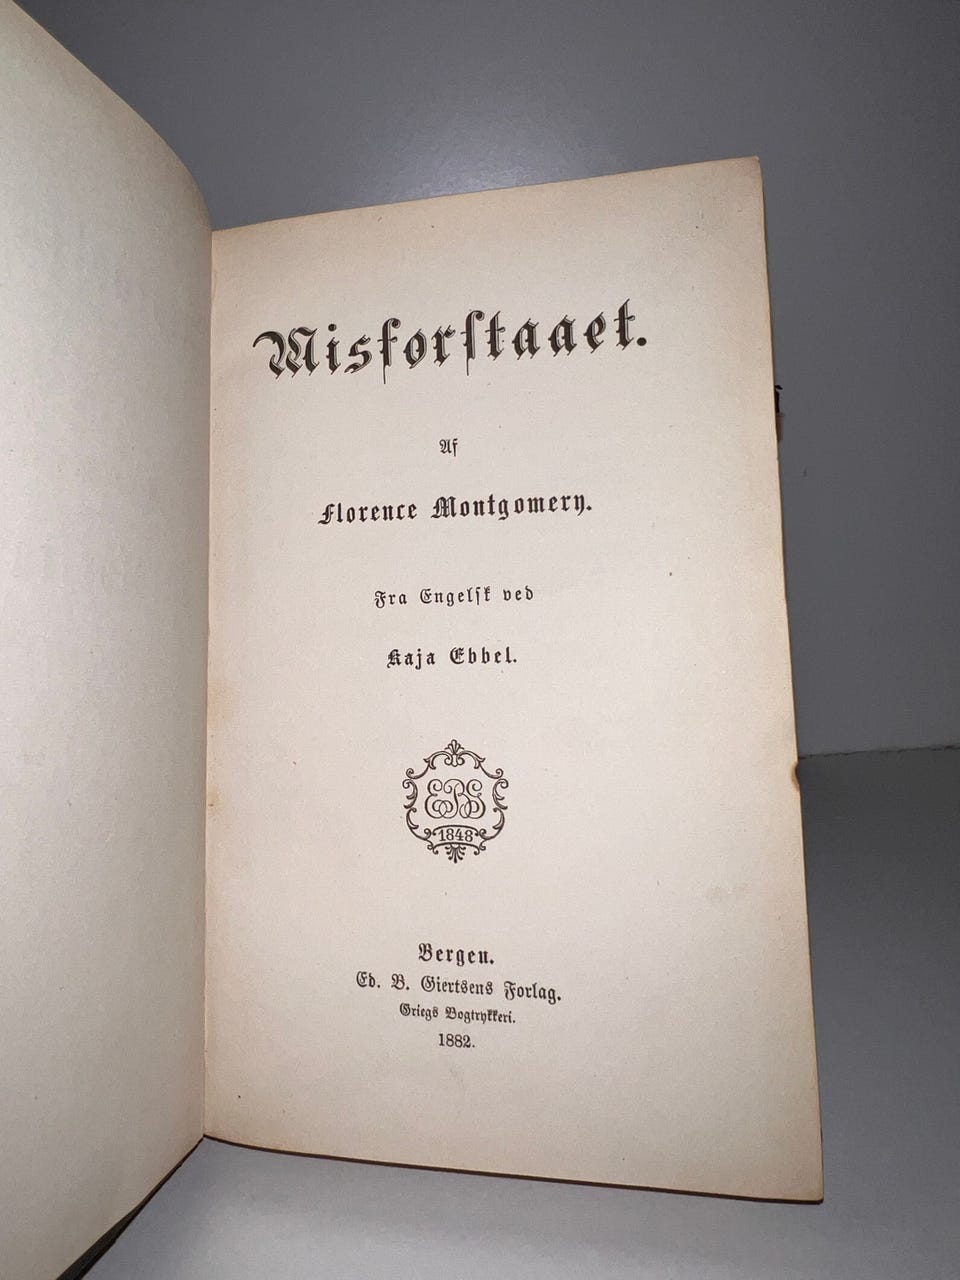 Misforstaaet.
Af
Florence Montgomery.
Fra Engelsk ved
Kaja Ebbel.
EBG
1848
Bergen.
Ed. B. Giertsens Forlag.
Griegs Bogtrykkeri.
1882.